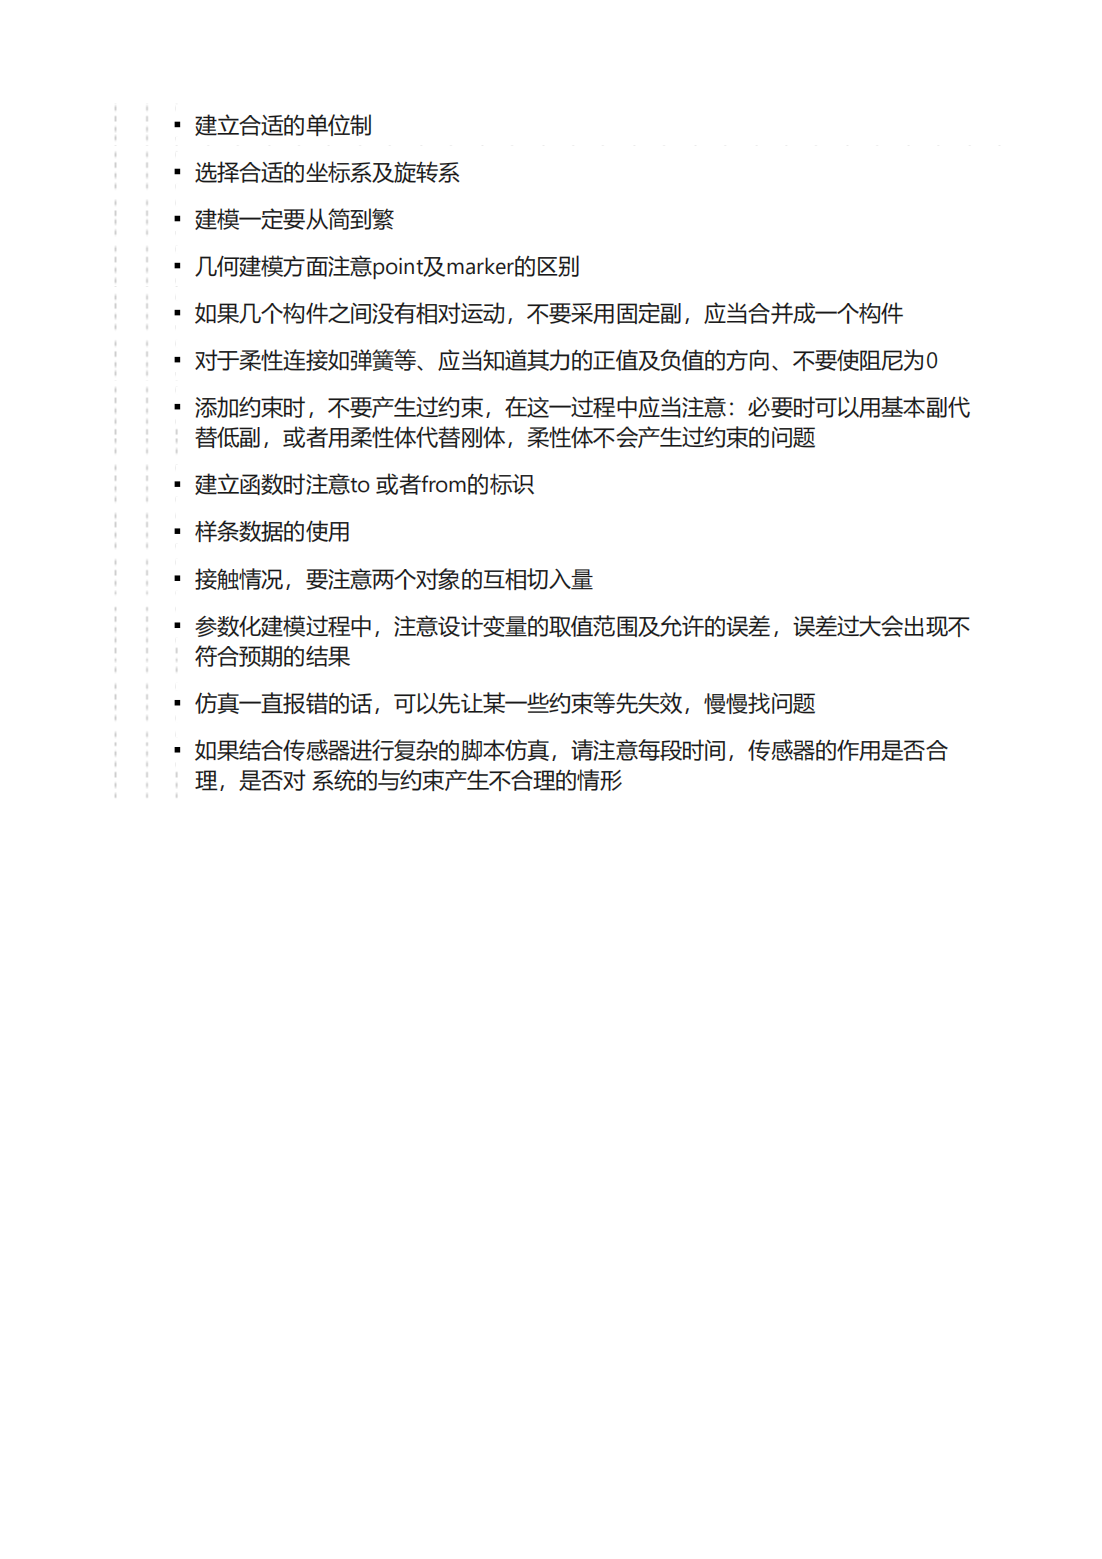 ▪ 建立合适的单位制
▪ 选择合适的坐标系及旋转系
▪ 建模一定要从简到繁
▪ 几何建模方面注意point及marker的区别
▪ 如果几个构件之间没有相对运动，不要采用固定副，应当合并成一个构件
▪ 对于柔性连接如弹簧等、应当知道其力的正值及负值的方向、不要使阻尼为0
▪ 添加约束时，不要产生过约束，在这一过程中应当注意：必要时可以用基本副代
替低副，或者用柔性体代替刚体，柔性体不会产生过约束的问题
▪ 建立函数时注意to 或者from的标识
▪ 样条数据的使用
▪ 接触情况，要注意两个对象的互相切入量
▪ 参数化建模过程中，注意设计变量的取值范围及允许的误差，误差过大会出现不
符合预期的结果
▪ 仿真一直报错的话，可以先让某一些约束等先失效，慢慢找问题
▪ 如果结合传感器进行复杂的脚本仿真，请注意每段时间，传感器的作用是否合
理，是否对 系统的与约束产生不合理的情形